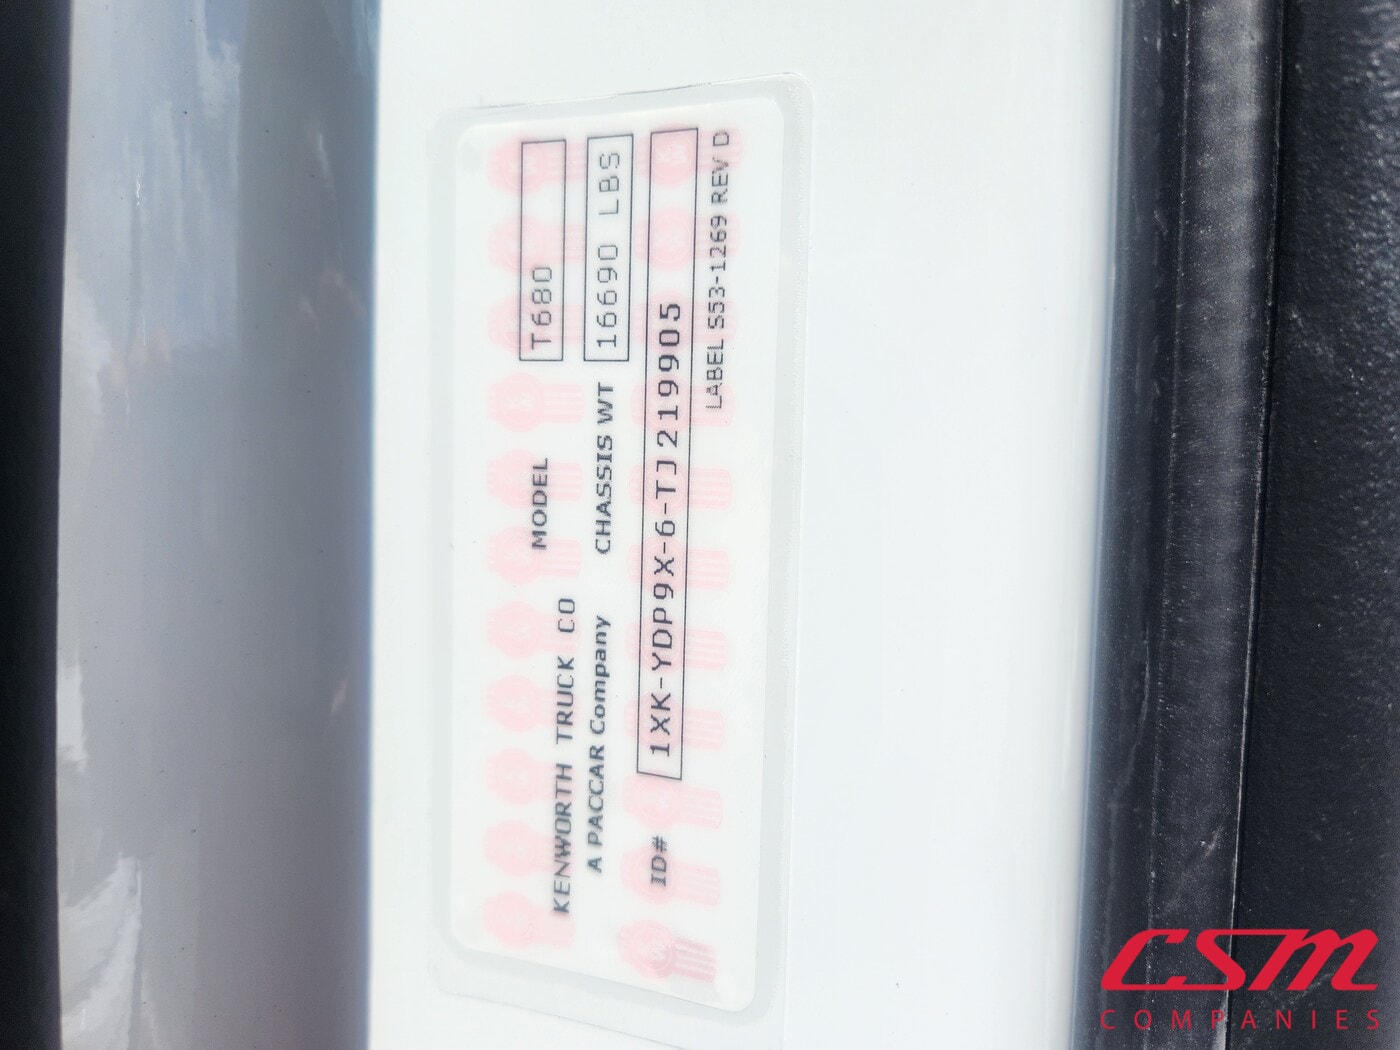 KENWORTH TRUCK CO MODEL T680
A PACCAR Company CHASSIS WT 16690 LBS
ID# 1XK-YDP9X-6-TJ219905
LABEL S53-1269 REV D
CSM
COMPANIES